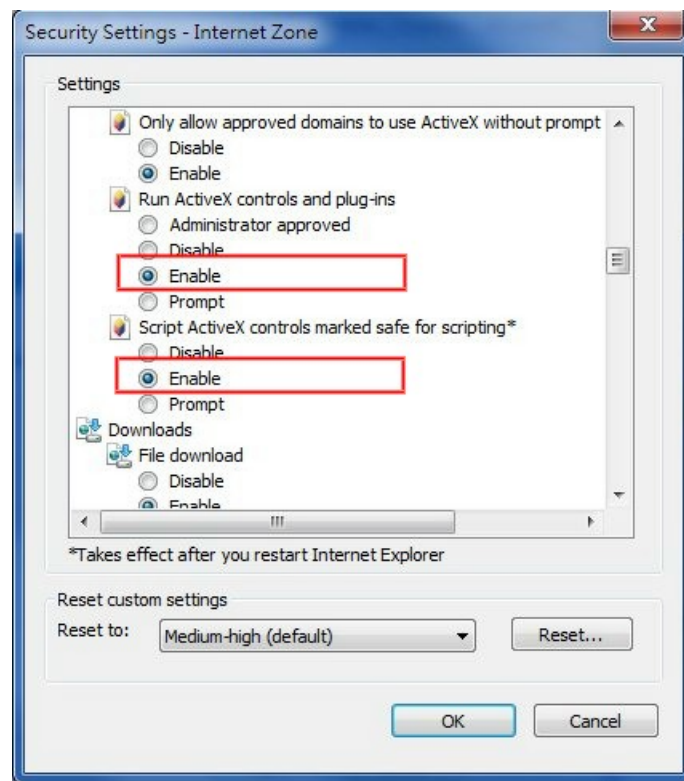 Security Settings - Internet Zone
Settings
Only allow approved domains to use ActiveX without prompt
Disable
Enable
Run ActiveX controls and plug-ins
Administrator approved
Disable
Enable
Prompt
Script ActiveX controls marked safe for scripting*
Disable
Enable
Prompt
Downloads
File download
Disable
Enable
*Takes effect after you restart Internet Explorer
Reset custom settings
Reset to:
Medium-high (default)
Reset...
OK
Cancel